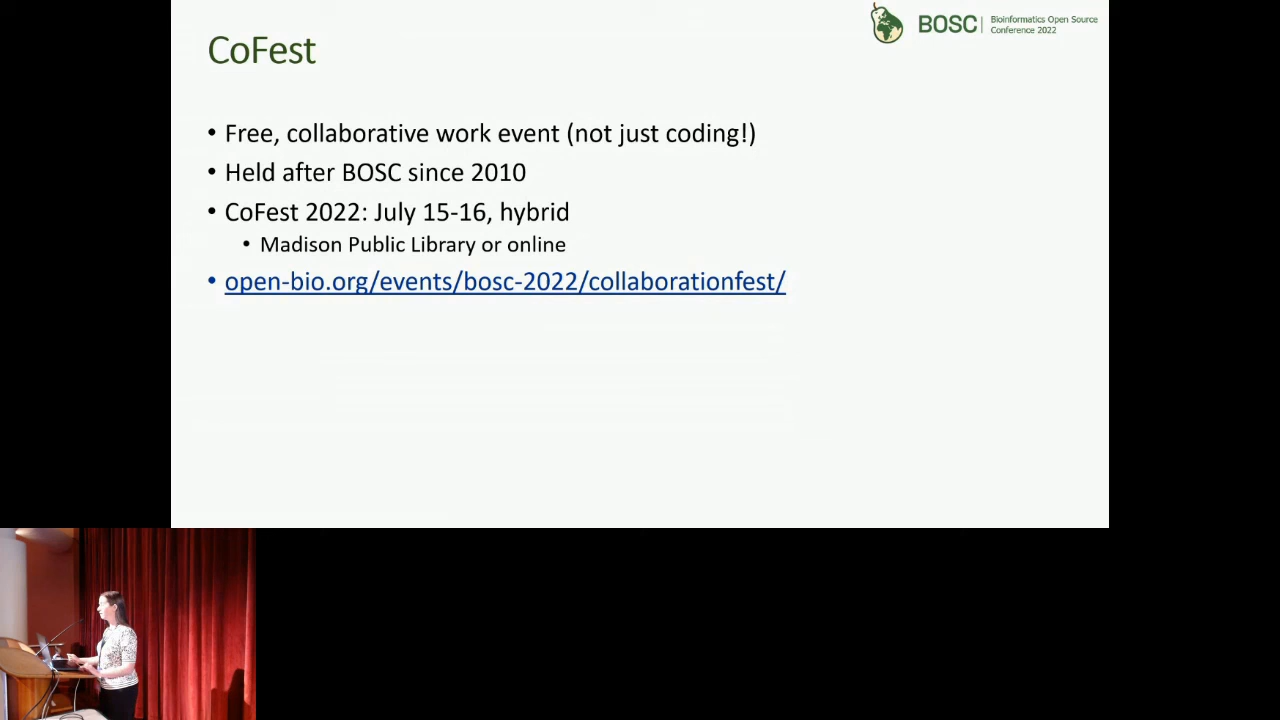 CoFest
BOSC
Bioinformatics Open Source
Conference 2022
• Free, collaborative work event (not just coding!)
• Held after BOSC since 2010
• CoFest 2022: July 15-16, hybrid
• Madison Public Library or online
• open-bio.org/events/bosc-2022/collaborationfest/